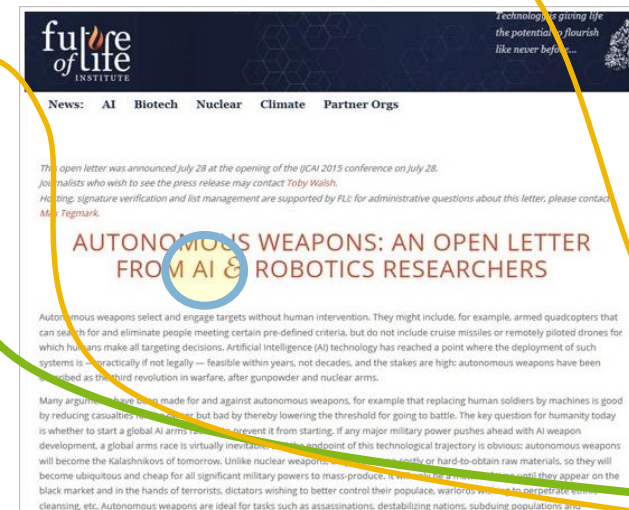 future
of life
INSTITUTE
Technology is giving life
the potential to flourish
like never before...
News: AI Biotech Nuclear Climate Partner Orgs
This open letter was announced July 28 at the opening of the IJCAI 2015 conference on July 28.
Journalists who wish to see the press release may contact Toby Walsh.
Hosting, signature verification and list management are supported by FLI; for administrative questions about this letter, please contact
Max Tegmark.
AUTONOMOUS WEAPONS: AN OPEN LETTER
FROM AI & ROBOTICS RESEARCHERS
Autonomous weapons select and engage targets without human intervention. They might include, for example, armed quadcopters that
can search for and eliminate people meeting certain pre-defined criteria, but do not include cruise missiles or remotely piloted drones for
which humans make all targeting decisions. Artificial Intelligence (AI) technology has reached a point where the deployment of such
systems is — practically if not legally — feasible within years, not decades, and the stakes are high: autonomous weapons have been
described as the third revolution in warfare, after gunpowder and nuclear arms.
Many arguments have been made for and against autonomous weapons, for example that replacing human soldiers by machines is good
by reducing casualties for the owner but bad by thereby lowering the threshold for going to battle. The key question for humanity today
is whether to start a global AI arms race or to prevent it from starting. If any major military power pushes ahead with AI weapon
development, a global arms race is virtually inevitable, and the endpoint of this technological trajectory is obvious: autonomous weapons
will become the Kalashnikovs of tomorrow. Unlike nuclear weapons, costly or hard-to-obtain raw materials, so they will
become ubiquitous and cheap for all significant military powers to mass-produce. It will only be a matter of time until they appear on the
black market and in the hands of terrorists, dictators wishing to better control their populace, warlords wishing to perpetrate ethnic
cleansing, etc. Autonomous weapons are ideal for tasks such as assassinations, destabilizing nations, subduing populations and